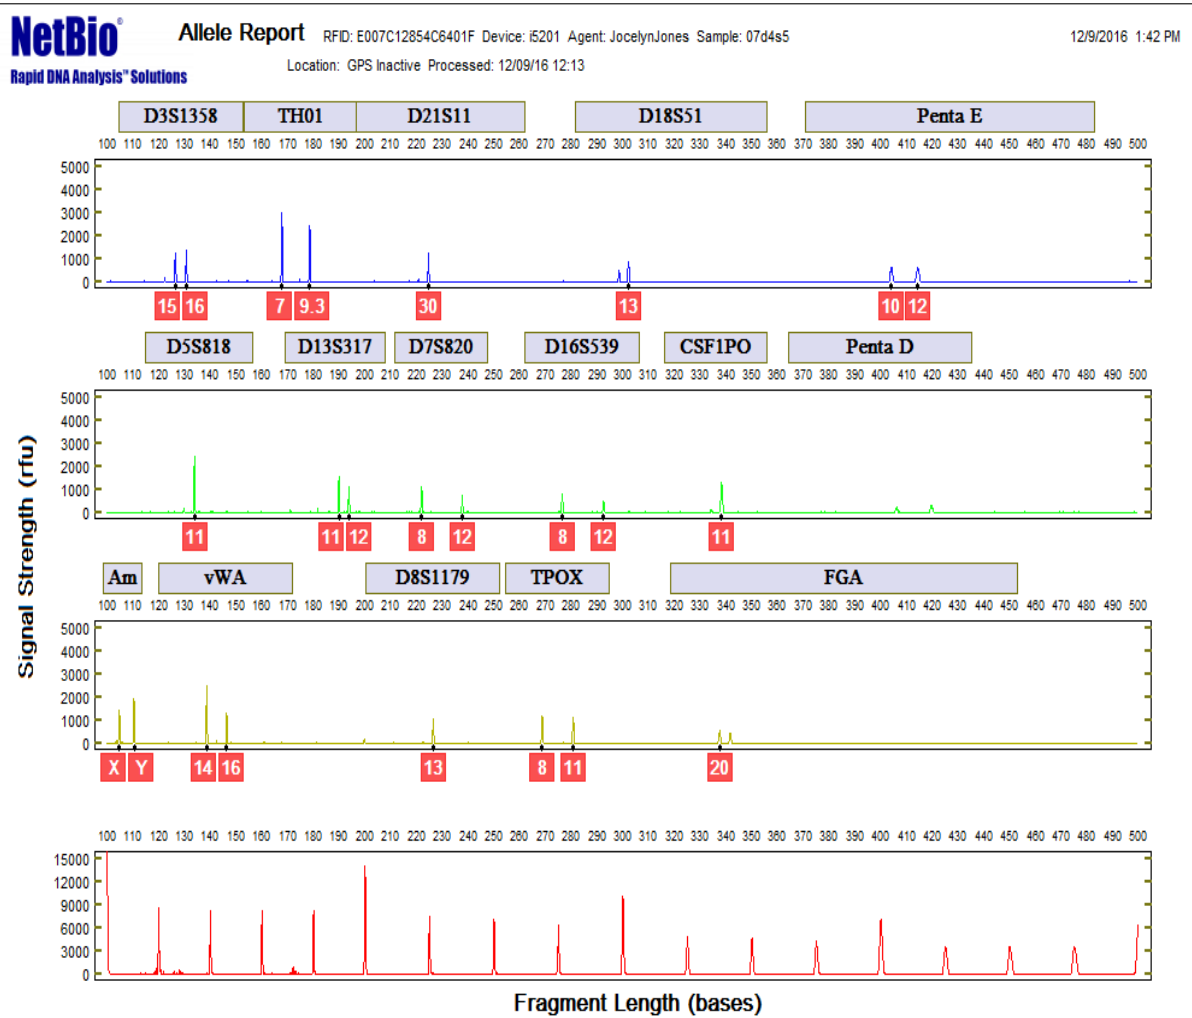 NetBio®
Rapid DNA Analysis™ Solutions
Allele Report RFID: E007C12854C6401F Device: i5201 Agent: JocelynJones Sample: 07d4s5 12/9/2016 1:42 PM
Location: GPS Inactive Processed: 12/09/16 12:13
D3S1358 TH01 D21S11 D18S51 Penta E
100 110 120 130 140 150 160 170 180 190 200 210 220 230 240 250 260 270 280 290 300 310 320 330 340 350 360 370 380 390 400 410 420 430 440 450 460 470 480 490 500
5000
4000
3000
2000
1000
0
15 16 7 9.3 30 13 10 12
D5S818 D13S317 D7S820 D16S539 CSF1PO Penta D
100 110 120 130 140 150 160 170 180 190 200 210 220 230 240 250 260 270 280 290 300 310 320 330 340 350 360 370 380 390 400 410 420 430 440 450 460 470 480 490 500
5000
4000
3000
2000
1000
0
11 11 12 8 12 8 12 11
Signal Strength (rfu)
Am vWA D8S1179 TPOX FGA
100 110 120 130 140 150 160 170 180 190 200 210 220 230 240 250 260 270 280 290 300 310 320 330 340 350 360 370 380 390 400 410 420 430 440 450 460 470 480 490 500
5000
4000
3000
2000
1000
0
X Y 14 16 13 8 11 20
100 110 120 130 140 150 160 170 180 190 200 210 220 230 240 250 260 270 280 290 300 310 320 330 340 350 360 370 380 390 400 410 420 430 440 450 460 470 480 490 500
15000
12000
9000
6000
3000
0
Fragment Length (bases)